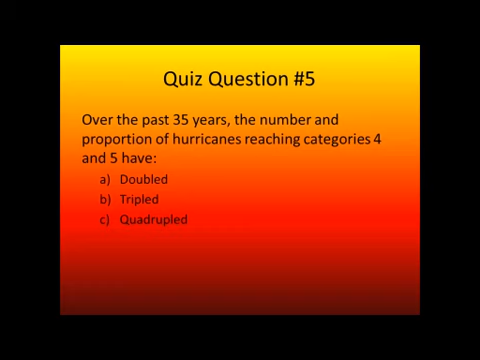 Quiz Question #5
Over the past 35 years, the number and
proportion of hurricanes reaching categories 4
and 5 have:
a) Doubled
b) Tripled
c) Quadrupled